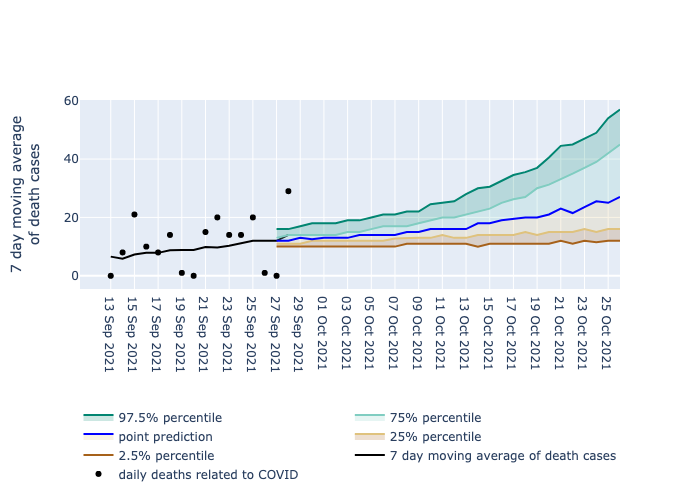 7 day moving average
of death cases
60
40
20
0
13 Sep 2021
15 Sep 2021
17 Sep 2021
19 Sep 2021
21 Sep 2021
23 Sep 2021
25 Sep 2021
27 Sep 2021
29 Sep 2021
01 Oct 2021
03 Oct 2021
05 Oct 2021
07 Oct 2021
09 Oct 2021
11 Oct 2021
13 Oct 2021
15 Oct 2021
17 Oct 2021
19 Oct 2021
21 Oct 2021
23 Oct 2021
25 Oct 2021
97.5% percentile
75% percentile
point prediction
25% percentile
2.5% percentile
7 day moving average of death cases
daily deaths related to COVID